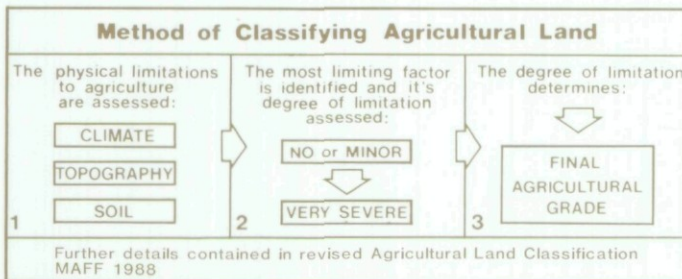 Method of Classifying Agricultural Land
The physical limitations
to agriculture
are assessed:
CLIMATE
TOPOGRAPHY
SOIL
1
The most limiting factor
is identified and it's
degree of limitation
assessed:
NO or MINOR
VERY SEVERE
2
The degree of limitation
determines:
FINAL
AGRICULTURAL
GRADE
3
Further details contained in revised Agricultural Land Classification
MAFF 1988